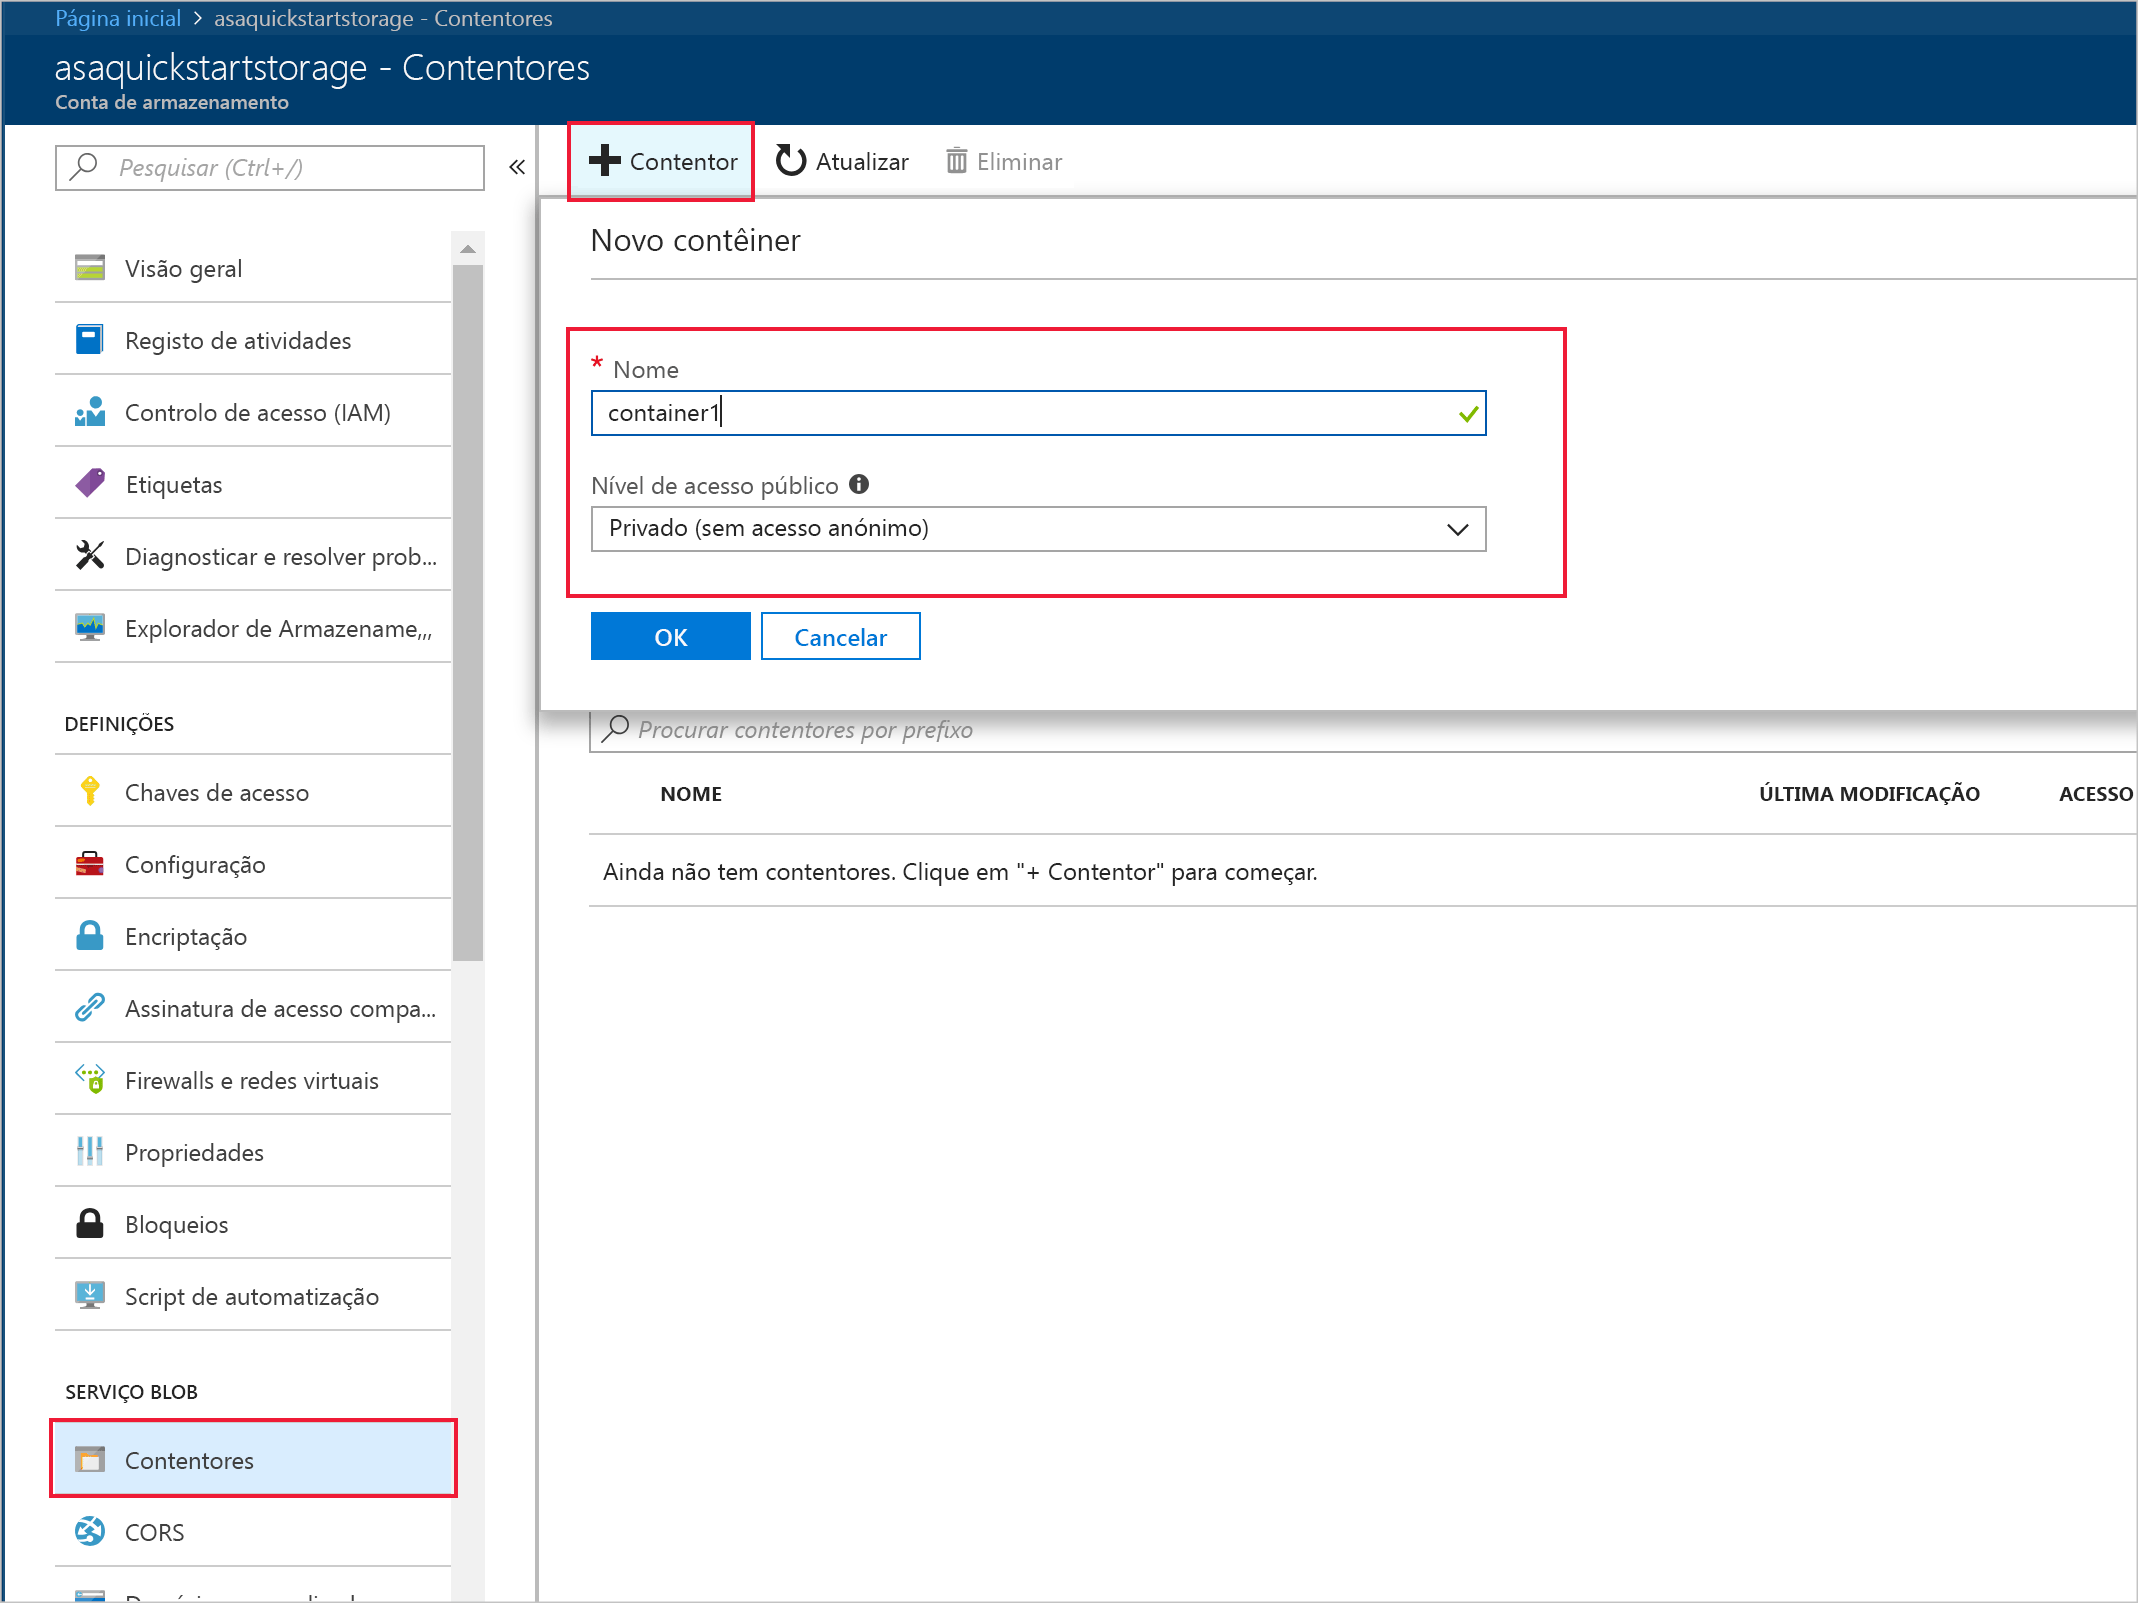 Página inicial > asaquickstartstorage - Contentores
asaquickstartstorage - Contentores
Conta de armazenamento
Pesquisar (Ctrl+/)
«
Visão geral
Registo de atividades
Controlo de acesso (IAM)
Etiquetas
Diagnosticar e resolver prob...
Explorador de Armazename,,,
DEFINIÇÕES
Chaves de acesso
Configuração
Encriptação
Assinatura de acesso compa...
Firewalls e redes virtuais
Propriedades
Bloqueios
Script de automatização
SERVIÇO BLOB
Contentores
CORS
Contentor Atualizar Eliminar
Novo contêiner
* Nome
container1
Nível de acesso público
Privado (sem acesso anónimo)
OK Cancelar
Procurar contentores por prefixo
NOME ÚLTIMA MODIFICAÇÃO ACESSO
Ainda não tem contentores. Clique em "+ Contentor" para começar.